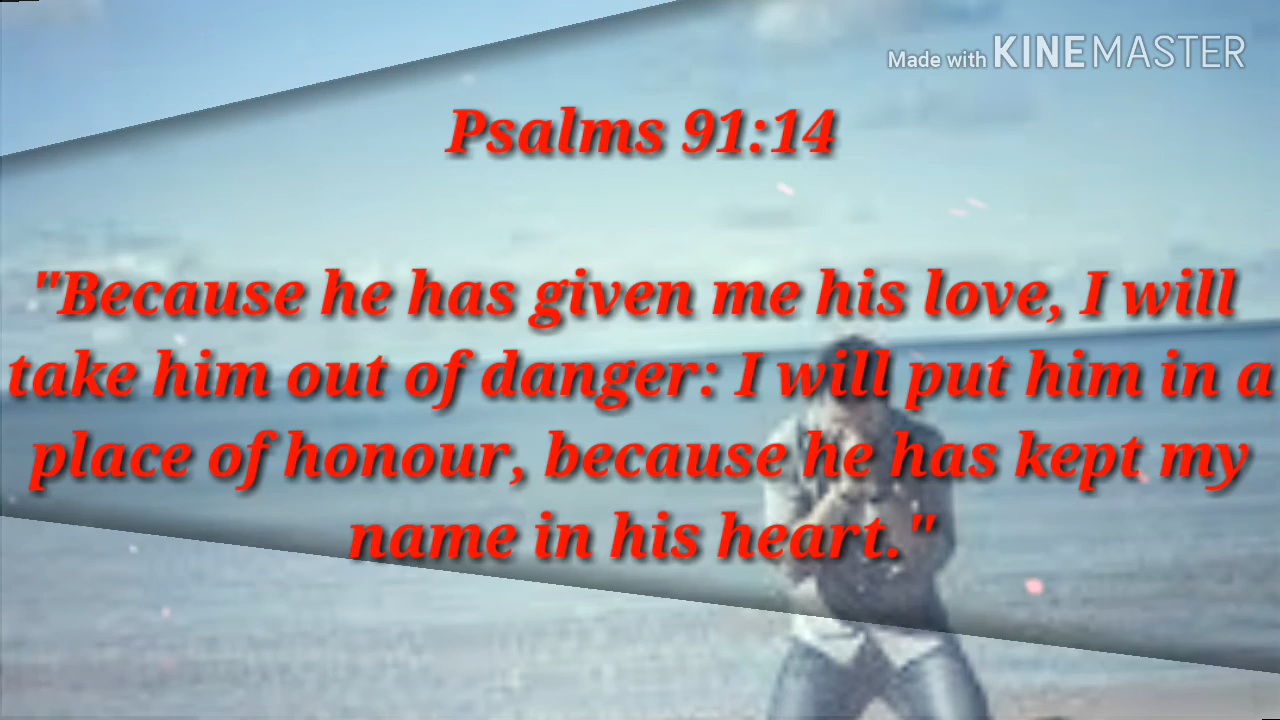 Made with KINEMASTER
Psalms 91:14
"Because he has given me his love, I will
take him out of danger: I will put him in a
place of honour, because he has kept my
name in his heart."